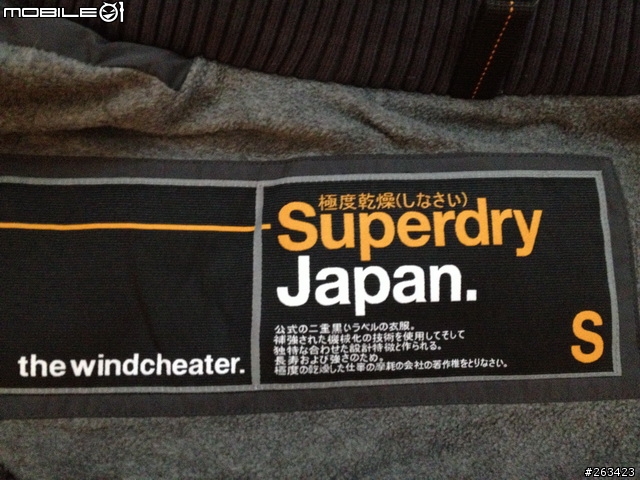 MOBILE01
極度乾燥(しなさい)
Superdry
Japan.
公式の二重黒いラベルの衣服。
補強された機械化の技術を使用してそして
独特な合わせた設計特徴と作られる。
長寿および強さのため。
極度の乾燥した仕事の摩耗の会社の著作権をとりなさい。
S
the windcheater.
#263423